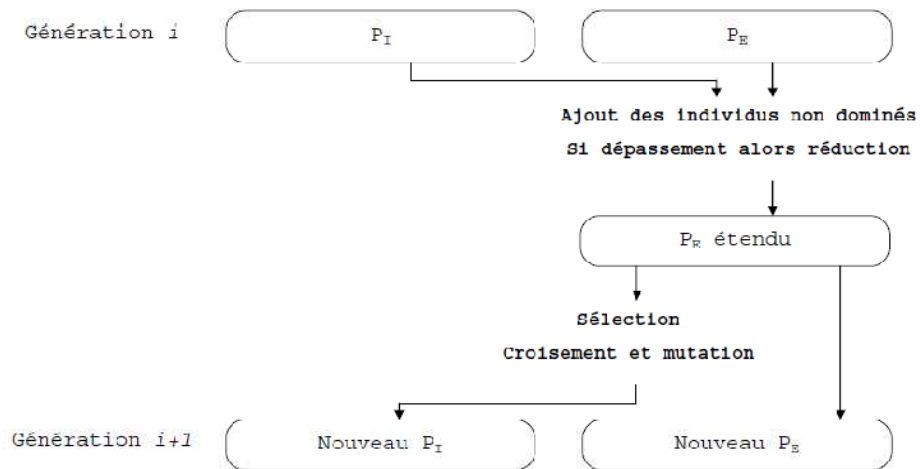 Génération i
P_I
P_E
Ajout des individus non dominés
Si dépassement alors réduction
P_E étendu
Sélection
Croisement et mutation
Génération i+1
Nouveau P_I
Nouveau P_E